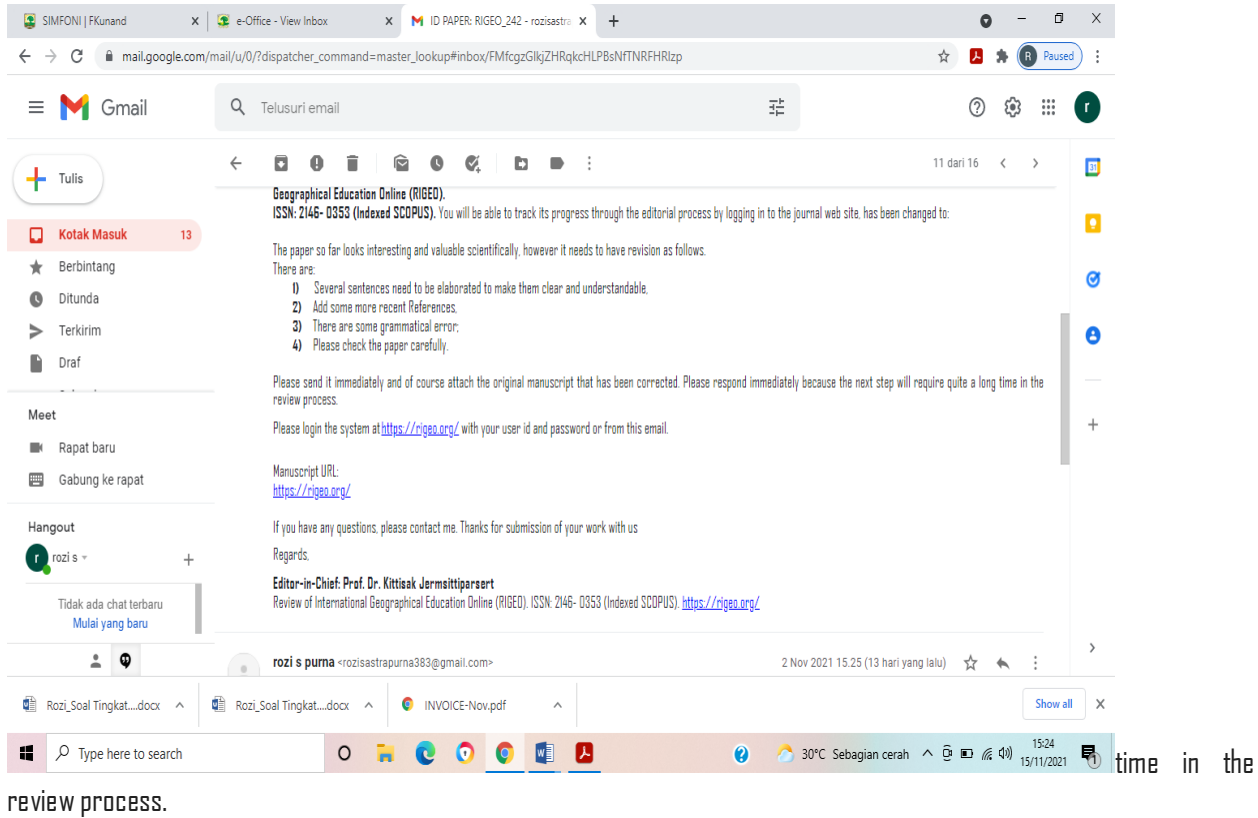 SIMFONI | FKunand
e-Office - View Inbox
ID PAPER: RIGEO_242 - rozisastra
mail.google.com/mail/u/0/?dispatcher_command=master_lookup#inbox/FMfcgzGlkjZHRqkcHLPBsNfTNRFHRlzp
R Paused
Gmail
Telusuri email
r
Tulis
11 dari 16
31
Kotak Masuk 13
Berbintang
Ditunda
Terkirim
Draf
Meet
Rapat baru
Gabung ke rapat
Hangout
r rozi s
Tidak ada chat terbaru
Mulai yang baru
Geographical Education Online (RIGEO).
ISSN: 2146- 0353 (Indexed SCOPUS). You will be able to track its progress through the editorial process by logging in to the journal web site, has been changed to:
The paper so far looks interesting and valuable scientifically, however it needs to have revision as follows.
There are:
1) Several sentences need to be elaborated to make them clear and understandable,
2) Add some more recent References,
3) There are some grammatical error;
4) Please check the paper carefully.
Please send it immediately and of course attach the original manuscript that has been corrected. Please respond immediately because the next step will require quite a long time in the
review process.
Please login the system at https://rigeo.org/ with your user id and password or from this email.
Manuscript URL:
https://rigeo.org/
If you have any questions, please contact me. Thanks for submission of your work with us
Regards,
Editor-in-Chief: Prof. Dr. Kittisak Jermsittiparsert
Review of International Geographical Education Online (RIGEO). ISSN: 2146- 0353 (Indexed SCOPUS). https://rigeo.org/
rozi s purna <rozisastrapurna383@gmail.com> 2 Nov 2021 15.25 (13 hari yang lalu)
Rozi_Soal Tingkat....docx
Rozi_Soal Tingkat....docx
INVOICE-Nov.pdf
Show all
Type here to search
30°C Sebagian cerah
15:24
15/11/2021
1
time in the
review process.